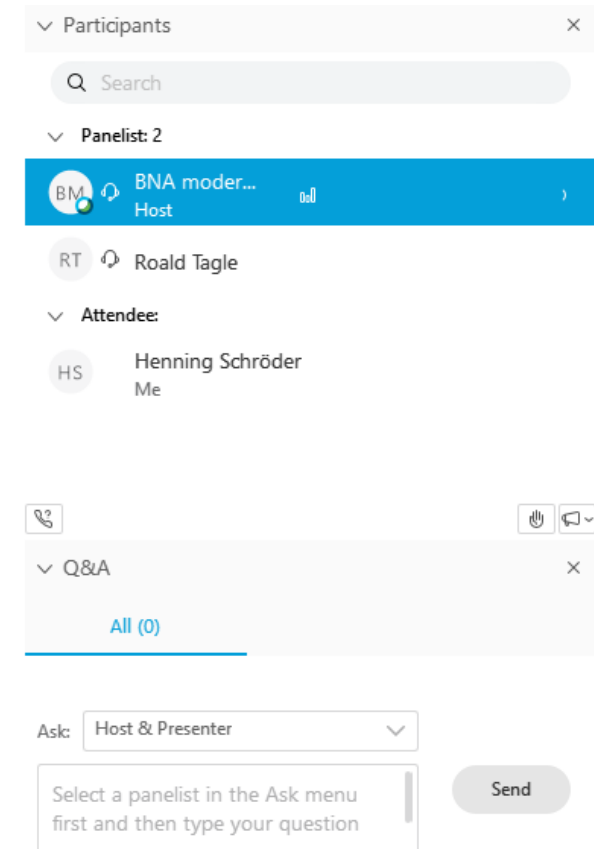 Participants
Search
Panelist: 2
BM
BNA moder...
Host
RT
Roald Tagle
Attendee:
HS
Henning Schröder
Me
Q&A
All (0)
Ask:
Host & Presenter
Select a panelist in the Ask menu
first and then type your question
Send